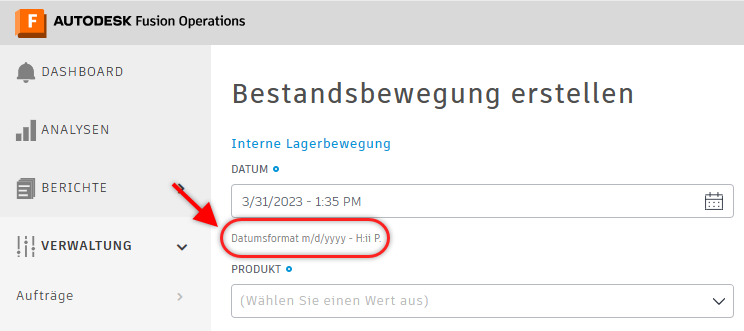 F AUTODESK Fusion Operations
DASHBOARD
ANALYSEN
BERICHTE
VERWALTUNG
Aufträge
Bestandsbewegung erstellen
Interne Lagerbewegung
DATUM
3/31/2023 - 1:35 PM
Datumsformat m/d/yyyy - H:ii P.
PRODUKT
(Wählen Sie einen Wert aus)